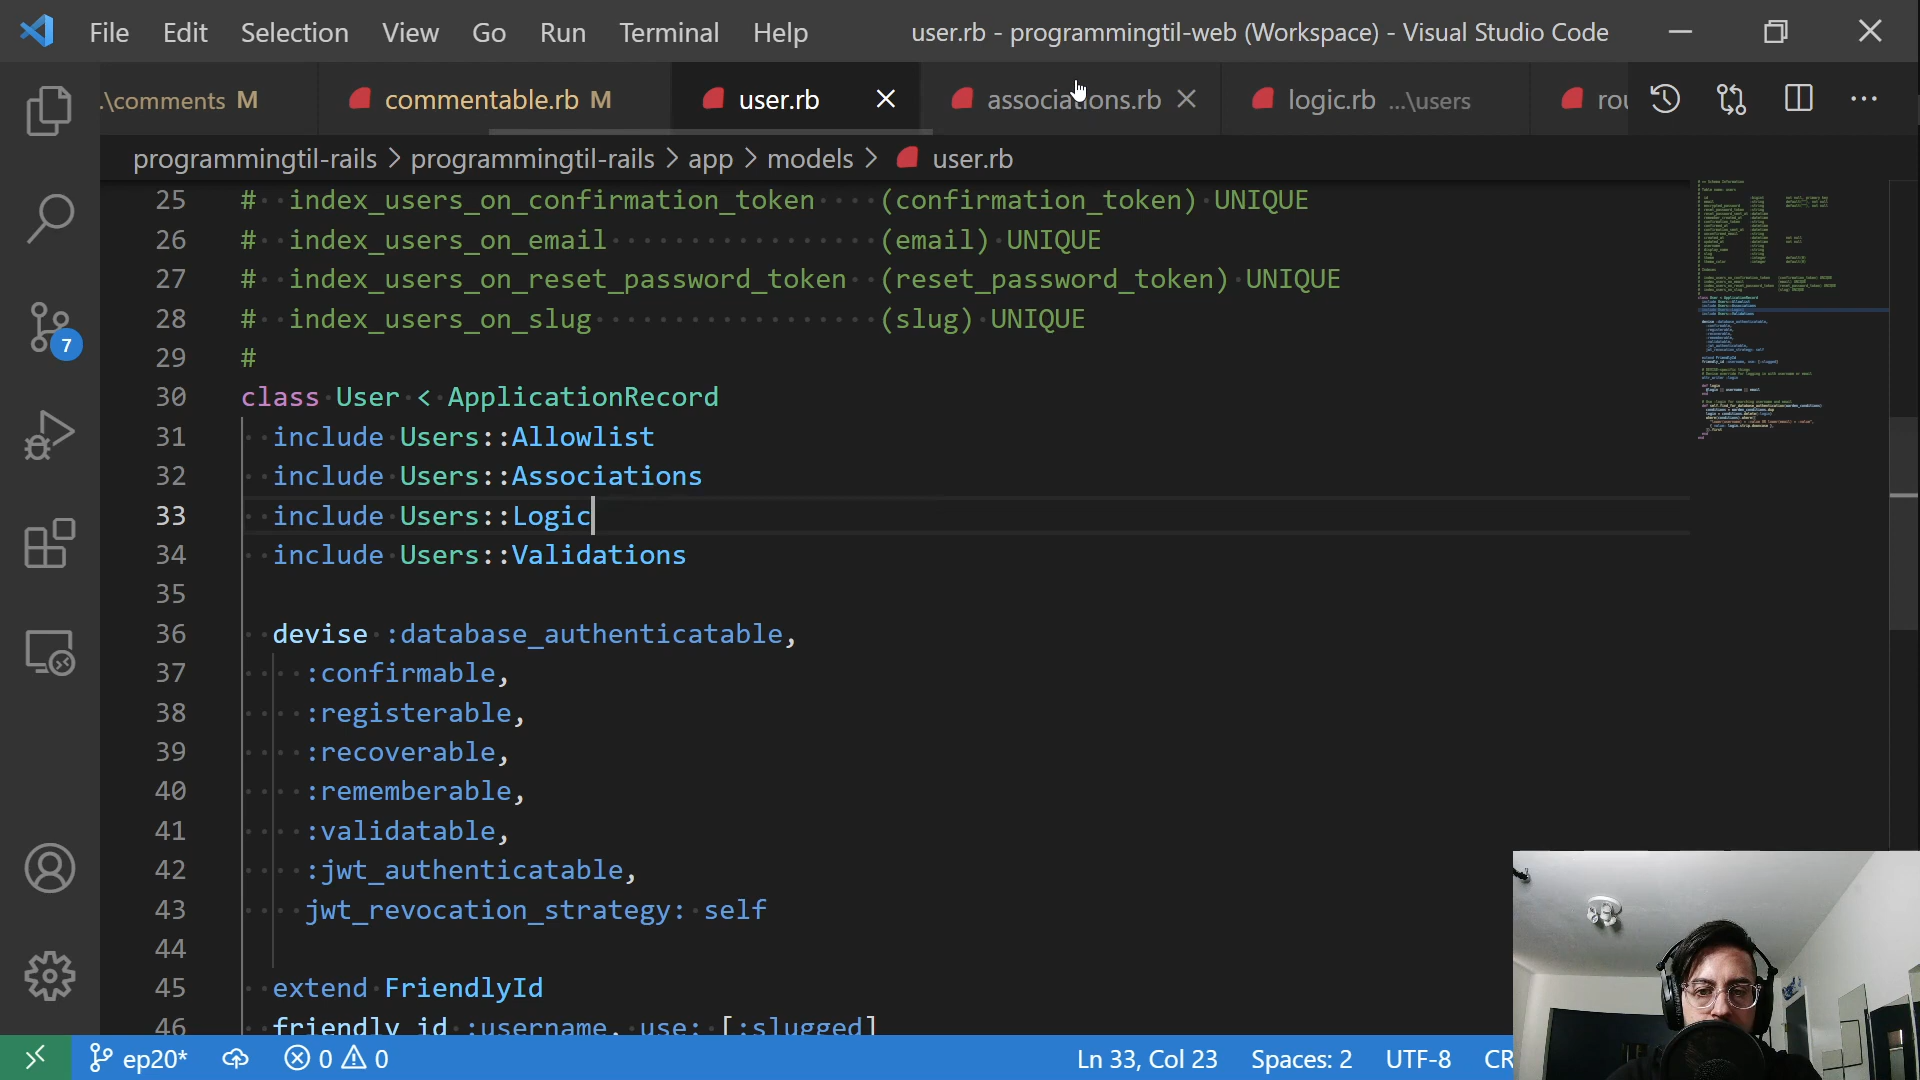 File Edit Selection View Go Run Terminal Help user.rb - programmingtil-web (Workspace) - Visual Studio Code
.\comments M commentable.rb M user.rb associations.rb logic.rb ...\users rou
programmingtil-rails > programmingtil-rails > app > models > user.rb
25 # index_users_on_confirmation_token (confirmation_token) UNIQUE
26 # index_users_on_email (email) UNIQUE
27 # index_users_on_reset_password_token (reset_password_token) UNIQUE
28 # index_users_on_slug (slug) UNIQUE
29 #
30 class User < ApplicationRecord
31 include Users::Allowlist
32 include Users::Associations
33 include Users::Logic
34 include Users::Validations
35
36 devise :database_authenticatable,
37 :confirmable,
38 :registerable,
39 :recoverable,
40 :rememberable,
41 :validatable,
42 :jwt_authenticatable,
43 jwt_revocation_strategy: self
44
45 extend FriendlyId
46 friendly_id :username, use: [:slugged]
7
ep20* 0 0 Ln 33, Col 23 Spaces: 2 UTF-8 CR